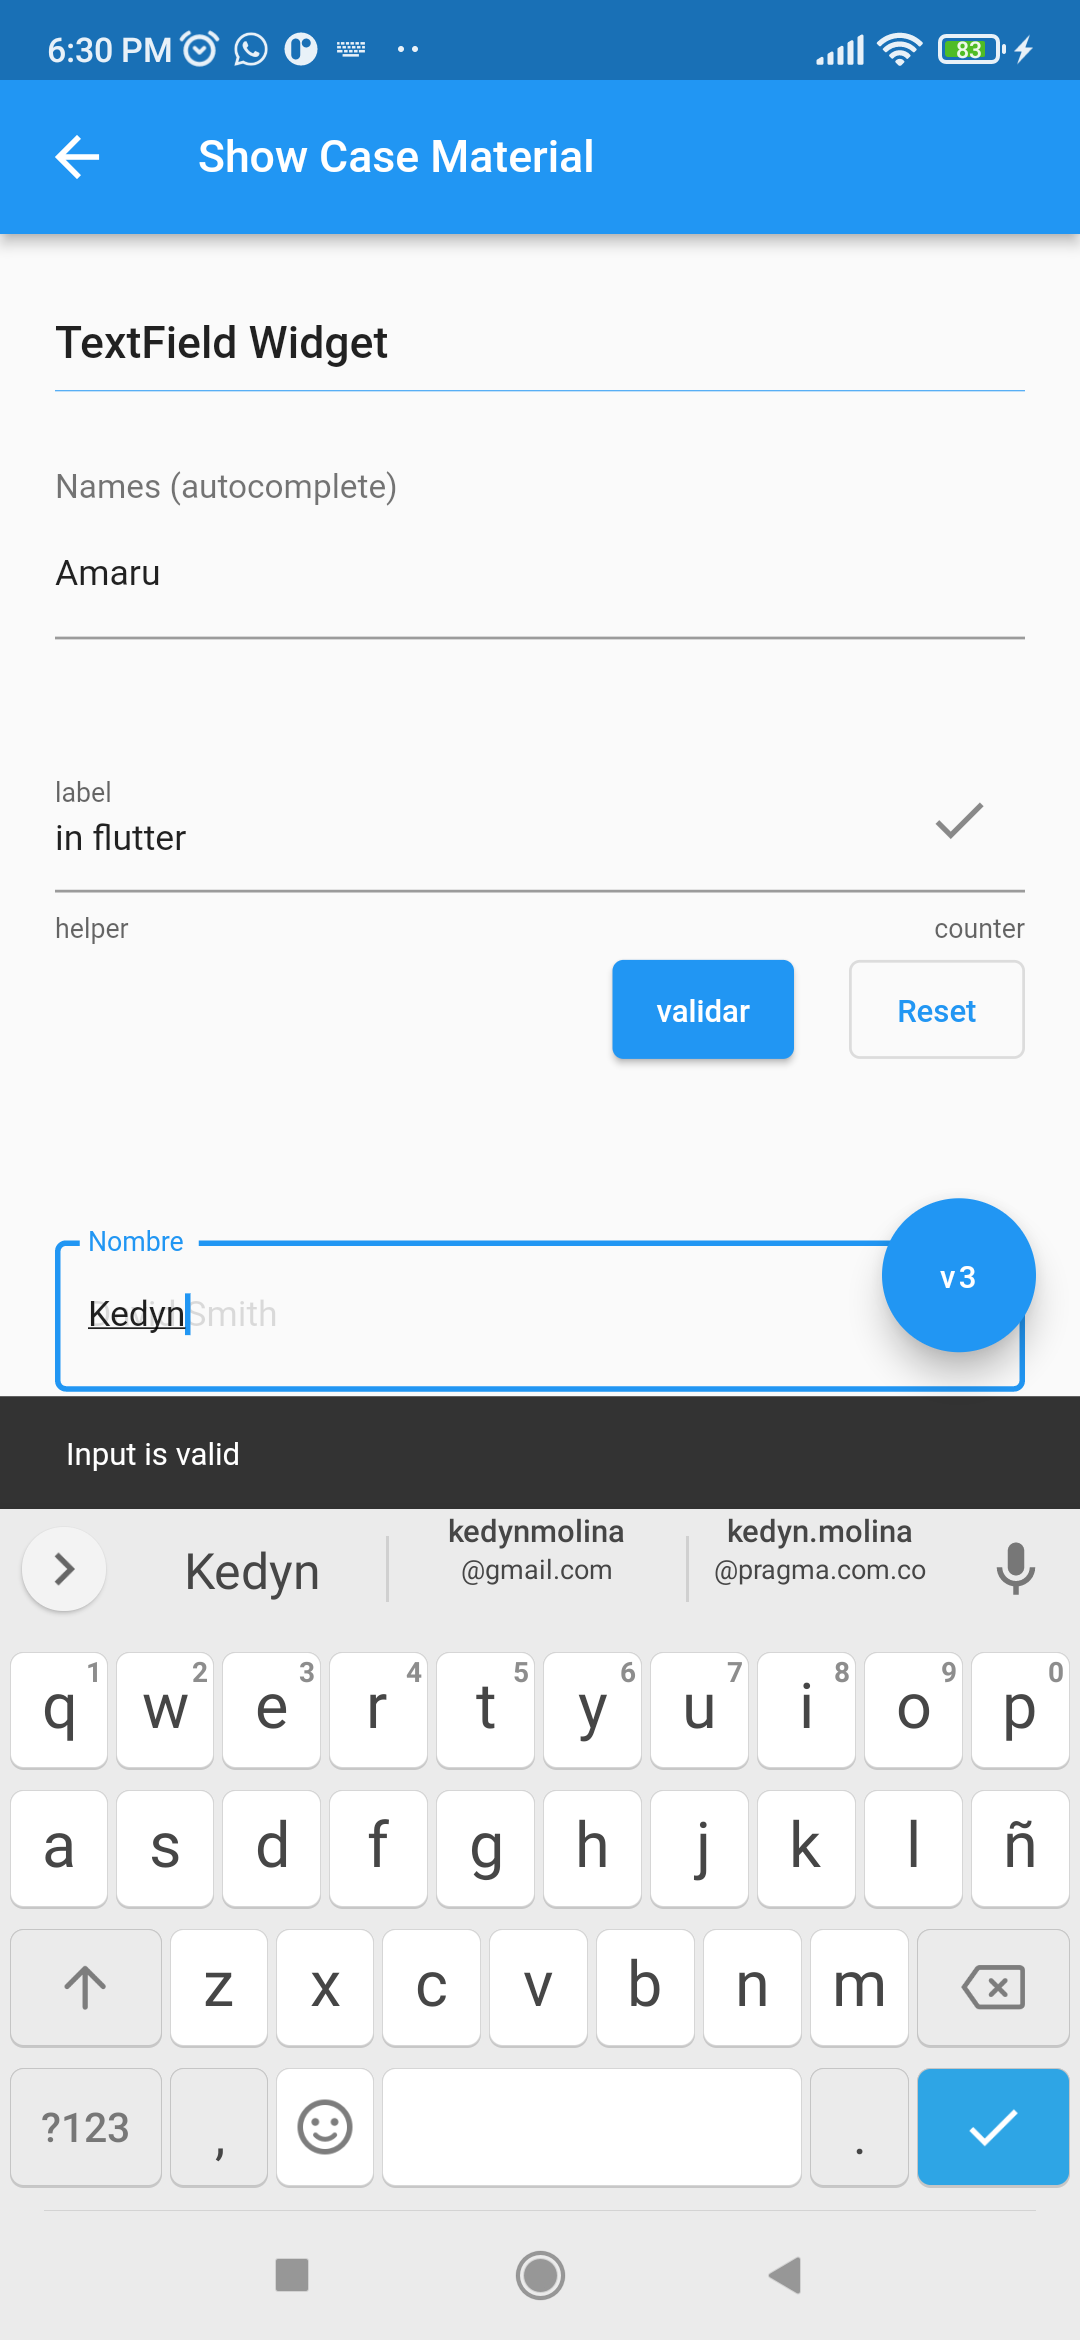 6:30 PM 83
Show Case Material
TextField Widget
Names (autocomplete)
Amaru
label
in flutter
helper counter
validar Reset
Nombre
Kedyn Smith
v3
Input is valid
Kedyn kedynmolina kedyn.molina
@gmail.com @pragma.com.co
1 2 3 4 5 6 7 8 9 0
q w e r t y u i o p
a s d f g h j k l ñ
z x c v b n m
?123 , .